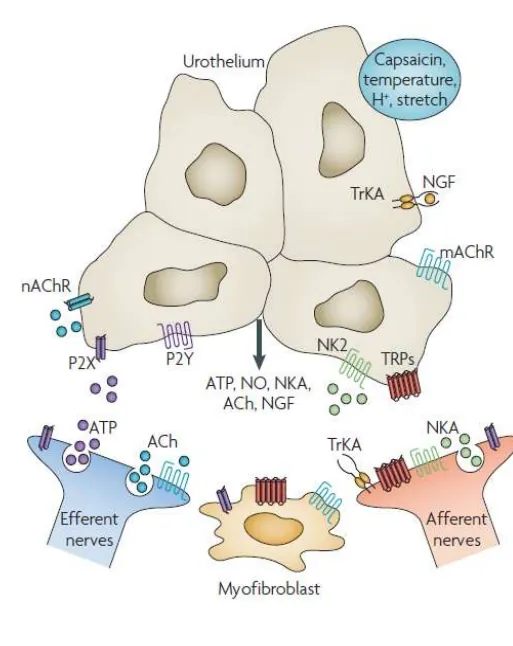 Urothelium
Capsaicin,
temperature,
H⁺, stretch
TrKA
NGF
mAChR
nAChR
P2X
P2Y
NK2
TRPs
ATP, NO, NKA,
ACh, NGF
ATP
ACh
TrKA
NKA
Efferent
nerves
Afferent
nerves
Myofibroblast